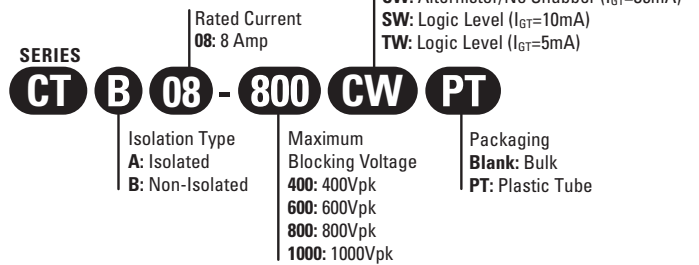 Rated Current
08: 8 Amp
SW: Logic Level (IGT=10mA)
TW: Logic Level (IGT=5mA)
SERIES
CT B 08 - 800 CW PT
Isolation Type
A: Isolated
B: Non-Isolated
Maximum
Blocking Voltage
400: 400Vpk
600: 600Vpk
800: 800Vpk
1000: 1000Vpk
Packaging
Blank: Bulk
PT: Plastic Tube